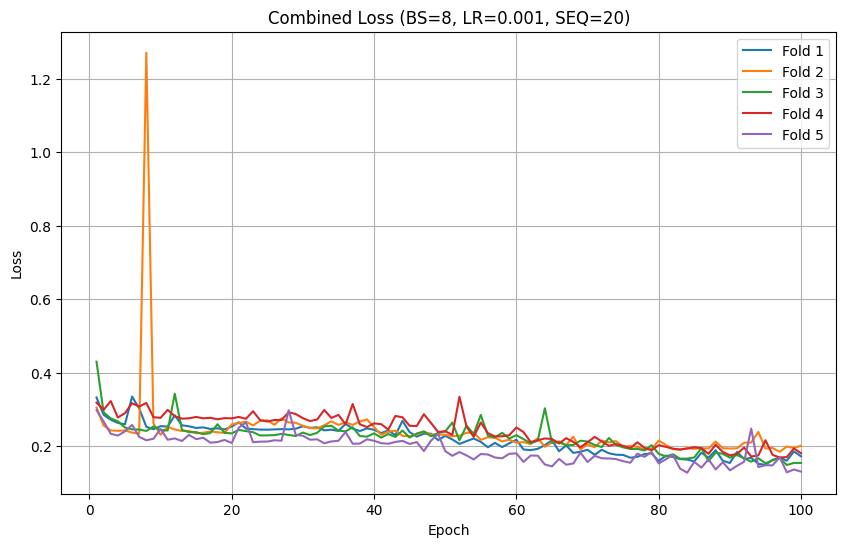 Combined Loss (BS=8, LR=0.001, SEQ=20)
Fold 1
Fold 2
Fold 3
Fold 4
Fold 5
1.2
1.0
0.8
0.6
0.4
0.2
Loss
0 20 40 60 80 100
Epoch